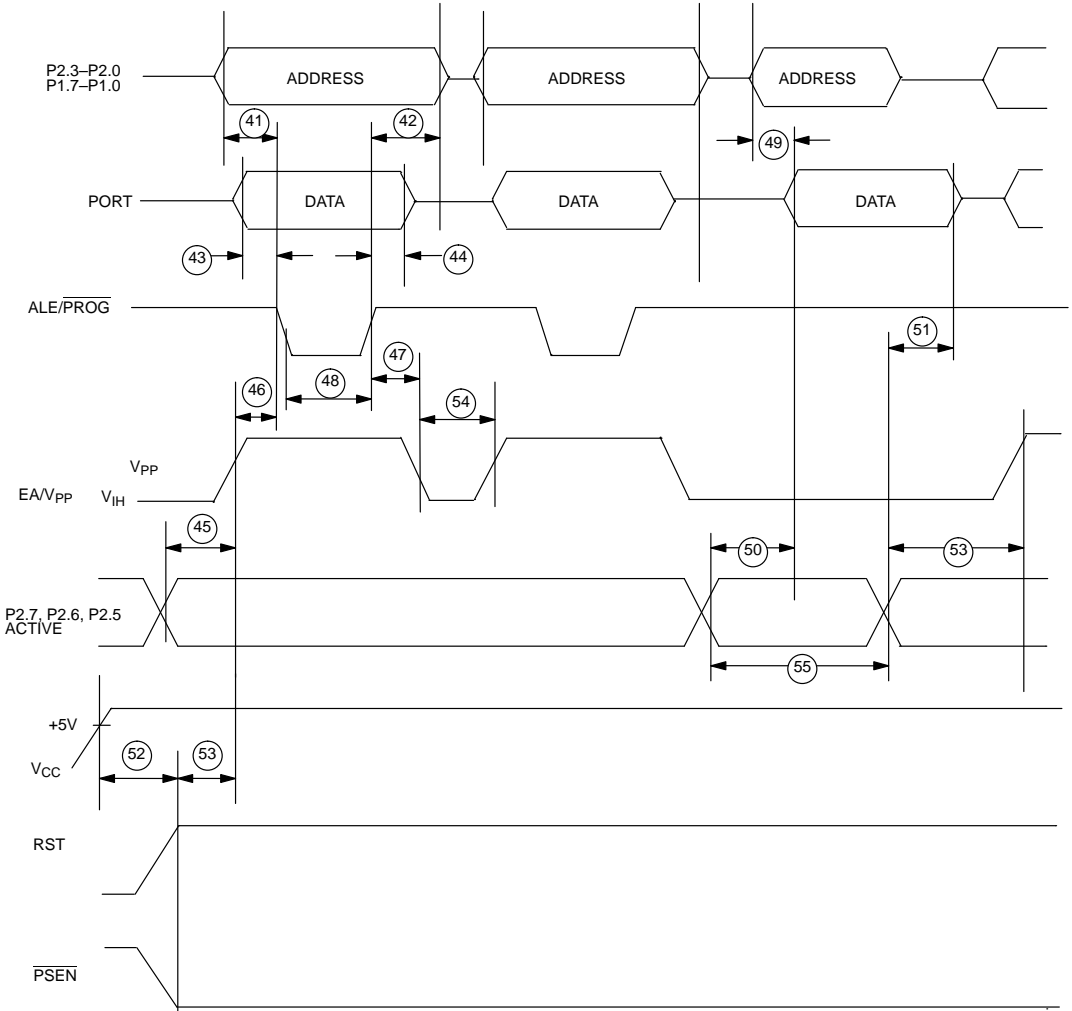 P2.3–P2.0
P1.7–P1.0
ADDRESS
ADDRESS
ADDRESS
41
42
49
PORT
DATA
DATA
DATA
43
44
ALE/PROG
51
47
46
48
54
VPP
EA/VPP
VIH
45
50
53
P2.7, P2.6, P2.5
ACTIVE
55
+5V
52
53
VCC
RST
PSEN